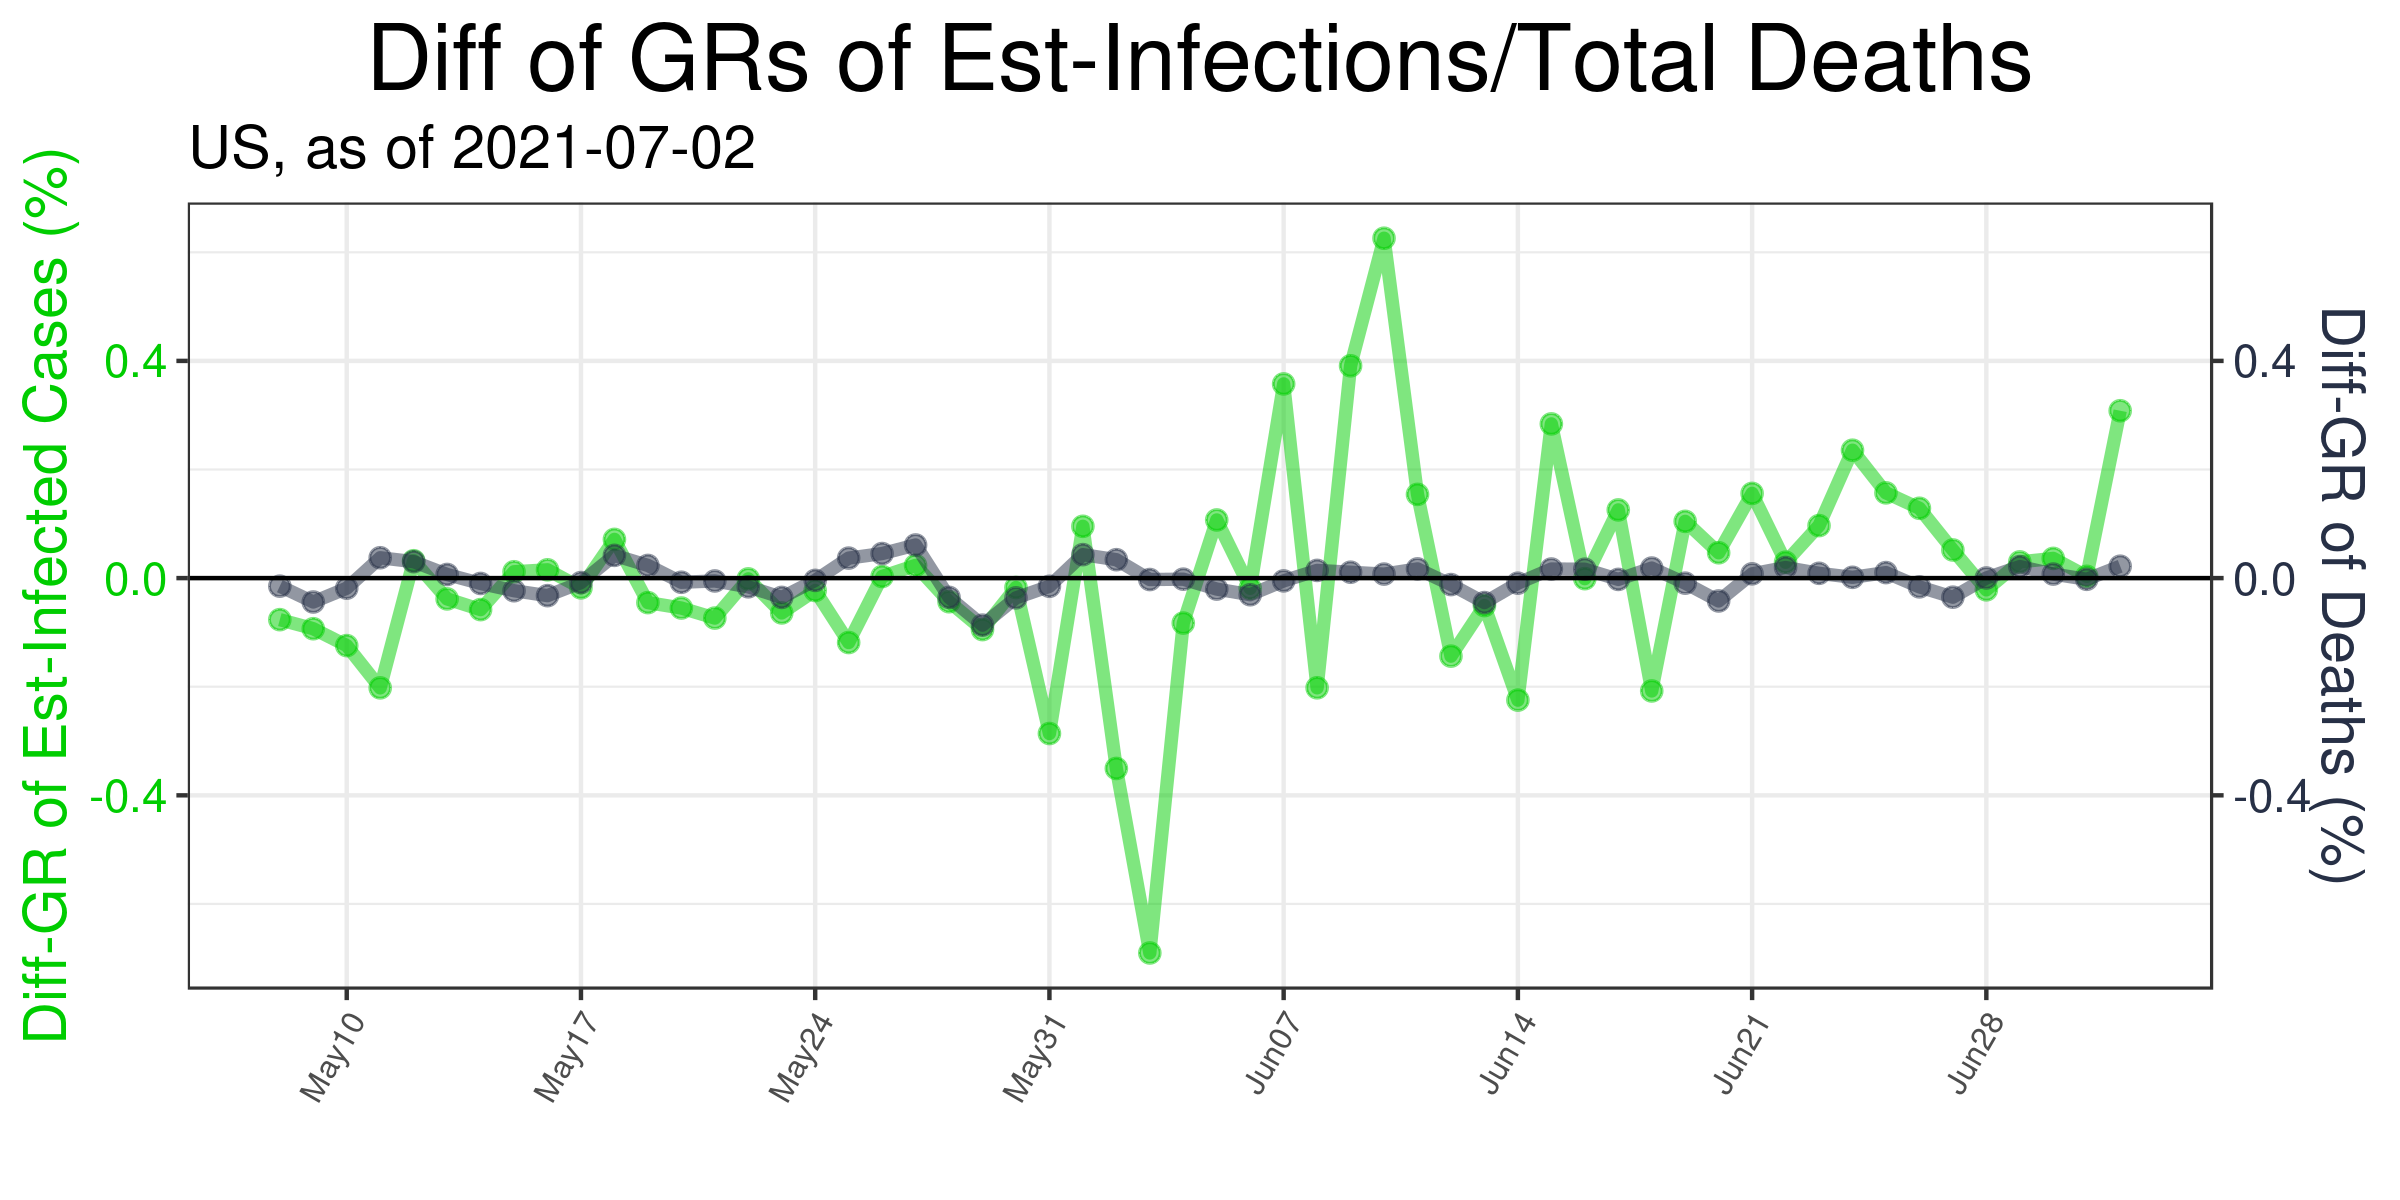 Diff of GRs of Est-Infections/Total Deaths
US, as of 2021-07-02
Diff-GR of Est-Infected Cases (%)
0.4
0.0
-0.4
0.4
0.0
-0.4
Diff-GR of Deaths (%)
May10
May17
May24
May31
Jun07
Jun14
Jun21
Jun28